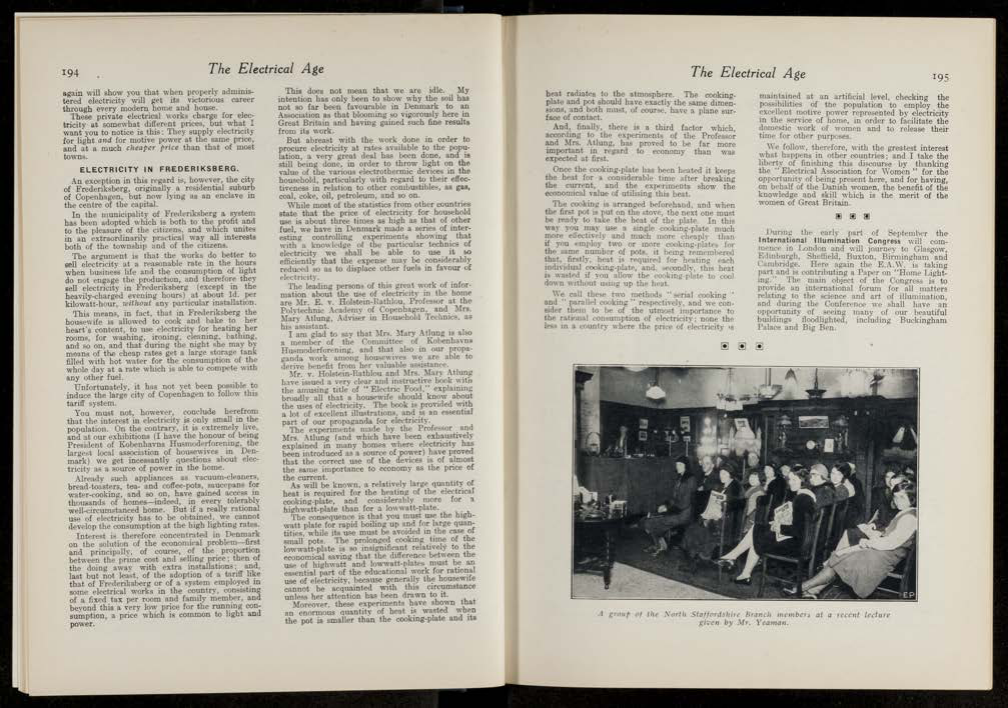 194
The Electrical Age
again will show you that when properly adminis-
tered electricity will get its victorious career
through every modern home and house.
These private electrical works charge for elec-
tricity at somewhat different prices, but what I
want you to notice is this: They supply electricity
for light and for motive power at the same price,
and at a much cheaper price than that of most
towns.
ELECTRICITY IN FREDERIKSBERG.
An exception in this regard is, however, the city
of Frederiksberg, originally a residential suburb
of Copenhagen, but now lying as an enclave in
the centre of the capital.
In the municipality of Frederiksberg a system
has been adopted which is both to the profit and
to the pleasure of the citizens, and which unites
in an extraordinarily practical way all interests
both of the township and of the citizens.
The argument is that the works do better to
sell electricity at a reasonable rate in the hours
when business life and the consumption of light
do not engage the production, and therefore they
sell electricity in Frederiksberg (except in the
heavily-charged evening hours) at about 1d. per
kilowatt-hour, without any particular installation.
This means, in fact, that in Frederiksberg the
housewife is allowed to cook and bake to her
heart's content, to use electricity for heating her
rooms, for washing, ironing, cleaning, bathing,
and so on, and that during the night she may by
means of the cheap rates get a large storage tank
filled with hot water for the consumption of the
whole day at a rate which is able to compete with
any other fuel.
Unfortunately, it has not yet been possible to
induce the large city of Copenhagen to follow this
tariff system.
You must not, however, conclude herefrom
that the interest in electricity is only small in the
population. On the contrary, it is extremely live,
and at our exhibitions (I have the honour of being
President of Kobenhavns Husmoderforening, the
largest local association of housewives in Den-
mark) we get incessantly questions about elec-
tricity as a source of power in the home.
Already such appliances as vacuum-cleaners,
bread-toasters, tea- and coffee-pots, saucepans for
water-cooking, and so on, have gained access in
thousands of homes—indeed, in every tolerably
well-circumstanced home. But if a really rational
use of electricity has to be obtained, we cannot
develop the consumption at the high lighting rates.
Interest is therefore concentrated in Denmark
on the solution of the economical problem—first
and principally, of course, of the proportion
between the prime cost and selling price; then of
the doing away with extra installations; and,
last but not least, of the adoption of a tariff like
that of Frederiksberg or of a system employed in
some electrical works in the country, consisting
of a fixed tax per room and family member, and
beyond this a very low price for the running con-
sumption, a price which is common to light and
power.
This does not mean that we are idle. My
intention has only been to show why the soil has
not so far been favourable in Denmark to an
Association as that blooming so vigorously here in
Great Britain and having gained such fine results
from its work.
But abreast with the work done in order to
procure electricity at rates available to the popu-
lation, a very great deal has been done, and is
still being done, in order to throw light on the
value of the various electrothermic devices in the
household, particularly with regard to their effec-
tiveness in relation to other combustibles, as gas,
coal, coke, oil, petroleum, and so on.
While most of the statistics from other countries
state that the price of electricity for household
use is about three times as high as that of other
fuel, we have in Denmark made a series of inter-
esting controlling experiments showing that
with a knowledge of the particular technics of
electricity we shall be able to use it so
efficiently that the expense may be considerably
reduced so as to displace other fuels in favour of
electricity.
The leading persons of this great work of infor-
mation about the use of electricity in the home
are Mr. E. v. Holstein-Rathlou, Professor at the
Polytechnic Academy of Copenhagen, and Mrs.
Mary Atlung, Adviser in Household Technics, as
his assistant.
I am glad to say that Mrs. Mary Atlung is also
a member of the Committee of Kobenhavns
Husmoderforening, and that also in our propa-
ganda work among housewives we are able to
derive benefit from her valuable assistance.
Mr. v. Holstein-Rathlou and Mrs. Mary Atlung
have issued a very clear and instructive book with
the amusing title of "Electric Food," explaining
broadly all that a housewife should know about
the uses of electricity. The book is provided with
a lot of excellent illustrations, and is an essential
part of our propaganda for electricity.
The experiments made by the Professor and
Mrs. Atlung (and which have been exhaustively
explained in many homes where electricity has
been introduced as a source of power) have proved
that the correct use of the devices is of almost
the same importance to economy as the price of
the current.
As will be known, a relatively large quantity of
heat is required for the heating of the electrical
cooking-plate, and considerably more for a
highwatt-plate than for a lowwatt-plate.
The consequence is that you must use the high-
watt plate for rapid boiling up and for large quan-
tities, while its use must be avoided in the case of
small pots. The prolonged cooking time of the
lowwatt-plate is so insignificant relatively to the
economical saving that the difference between the
use of highwatt and lowwatt-plates must be an
essential part of the educational work for rational
use of electricity, because generally the housewife
cannot be acquainted with this circumstance
unless her attention has been drawn to it.
Moreover, these experiments have shown that
an enormous quantity of heat is wasted when
the pot is smaller than the cooking-plate and its
The Electrical Age
195
heat radiates to the atmosphere. The cooking-
plate and pot should have exactly the same dimen-
sions, and both must, of course, have a plane sur-
face of contact.
And, finally, there is a third factor which,
according to the experiments of the Professor
and Mrs. Atlung, has proved to be far more
important in regard to economy than was
expected at first.
Once the cooking-plate has been heated it keeps
the heat for a considerable time after breaking
the current, and the experiments show the
economical value of utilising this heat.
The cooking is arranged beforehand, and when
the first pot is put on the stove, the next one must
be ready to take the heat of the plate. In this
way you may use a single cooking-plate much
more effectively and much more cheaply than
if you employ two or more cooking-plates for
the same number of pots, it being remembered
that, firstly, heat is required for heating each
individual cooking-plate, and, secondly, this heat
is wasted if you allow the cooking-plate to cool
down without using up the heat.
We call these two methods "serial cooking"
and "parallel cooking" respectively, and we con-
sider them to be of the utmost importance to
the rational consumption of electricity; none the
less in a country where the price of electricity is
maintained at an artificial level, checking the
possibilities of the population to employ the
excellent motive power represented by electricity
in the service of home, in order to facilitate the
domestic work of women and to release their
time for other purposes.
We follow, therefore, with the greatest interest
what happens in other countries; and I take the
liberty of finishing this discourse by thanking
the "Electrical Association for Women" for the
opportunity of being present here, and for having,
on behalf of the Danish women, the benefit of the
knowledge and skill which is the merit of the
women of Great Britain.
During the early part of September the
International Illumination Congress will com-
mence in London and will journey to Glasgow,
Edinburgh, Sheffield, Buxton, Birmingham and
Cambridge. Here again the E.A.W. is taking
part and is contributing a Paper on "Home Light-
ing." The main object of the Congress is to
provide an international forum for all matters
relating to the science and art of illumination,
and during the Conference we shall have an
opportunity of seeing many of our beautiful
buildings floodlighted, including Buckingham
Palace and Big Ben.
E.P
A group of the North Staffordshire Branch members at a recent lecture
given by Mr. Yeaman.